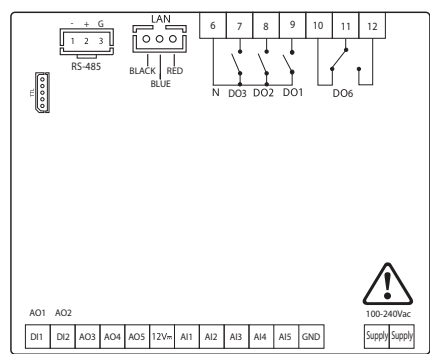 - + G
1 2 3
RS-485
LAN
BLACK RED
BLUE
6 7 8 9 10 11 12
N DO3 DO2 DO1 DO6
TTL
100-240Vac
AO1 AO2
DI1 DI2 AO3 AO4 AO5 12V⎓ AI1 AI2 AI3 AI4 AI5 GND Supply Supply